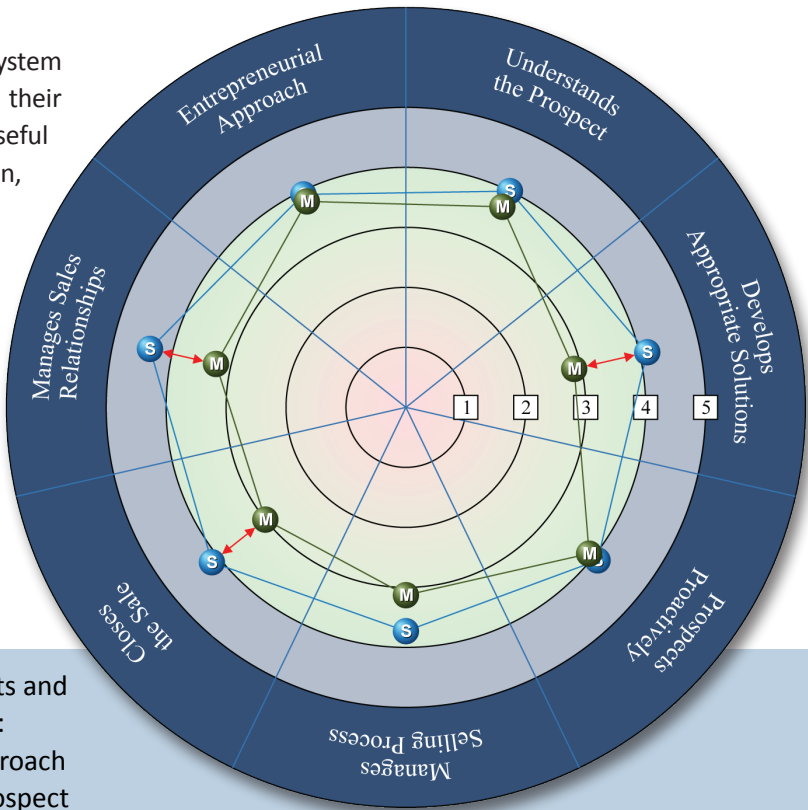 ystem
their
seful
n,
Entrepreneurial
Approach
Understands
the Prospect
Develops
Appropriate Solutions
Prospects
Proactively
Manages
Selling Process
Closes
the Sale
Manages Sales
Relationships
S
M
S
M
S
M
S
M
S
M
S
M
M
1
2
3
4
5
ts and
:
roach
ospect